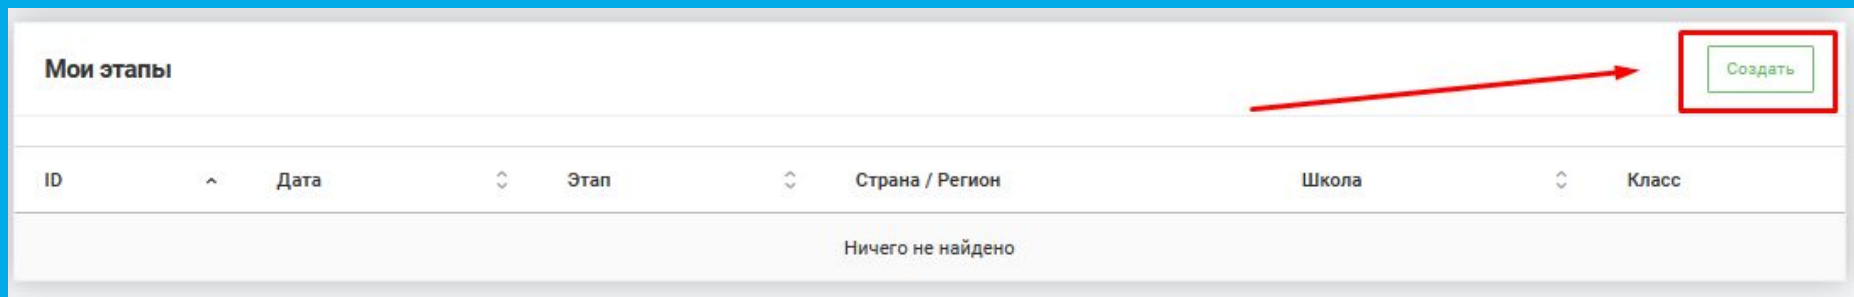 Мои этапы
Создать
ID Дата Этап Страна / Регион Школа Класс
Ничего не найдено